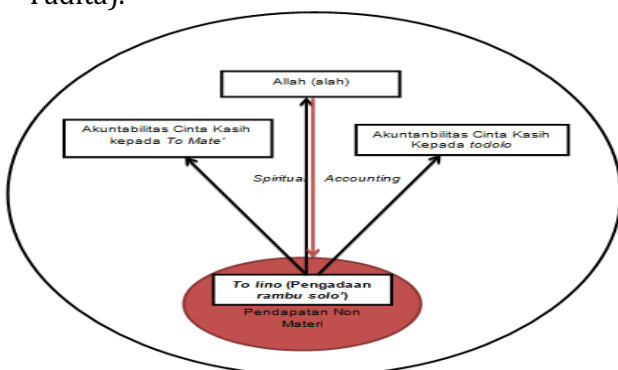 Allah (alah)
Akuntabilitas Cinta Kasih
kepada To Mate'
Akuntanbilitas Cinta Kasih
Kepada todolo
Spiritual Accounting
To lino (Pengadaan
rambu solo')
Pendapatan Non
Materi